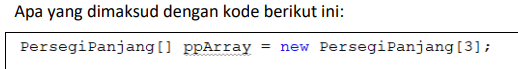 Apa yang dimaksud dengan kode berikut ini:
PersegiPanjang[] ppArray = new PersegiPanjang[3];